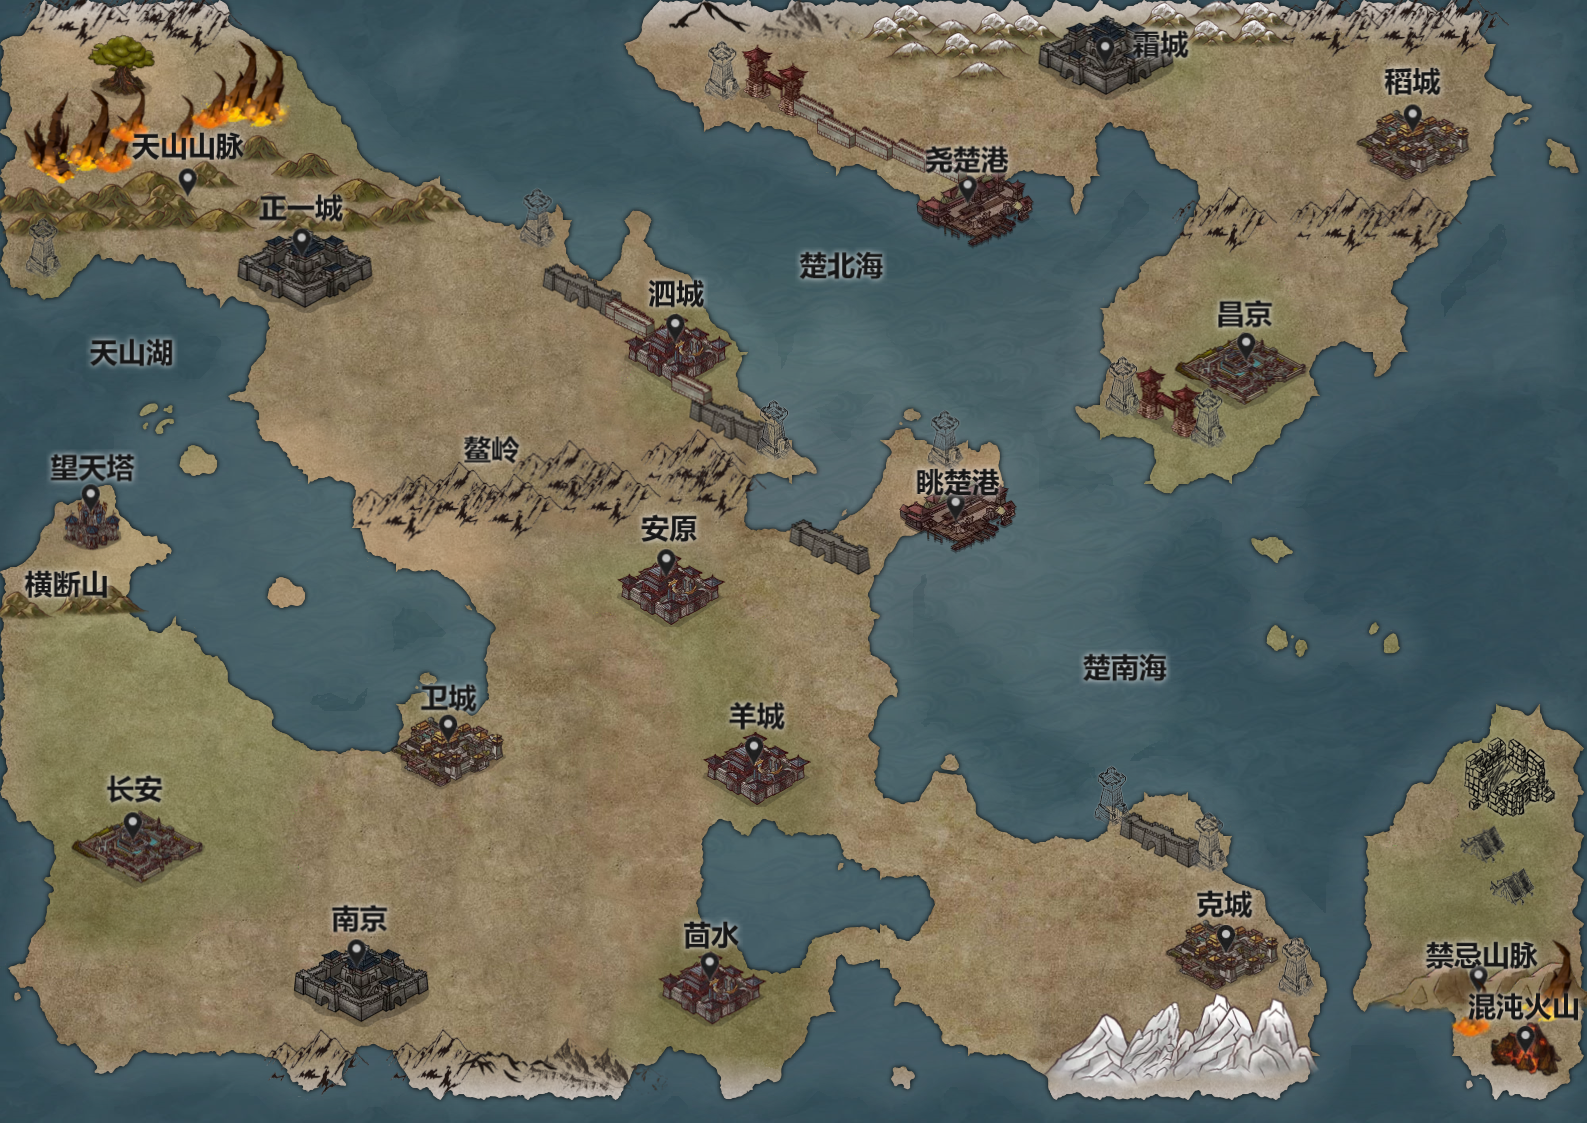 霜城
稻城
天山山脉
尧楚港
正一城
楚北海
泗城
昌京
天山湖
鳌岭
望天塔
眺楚港
安原
横断山
楚南海
卫城
羊城
长安
克城
南京
茴水
禁忌山脉
混沌火山